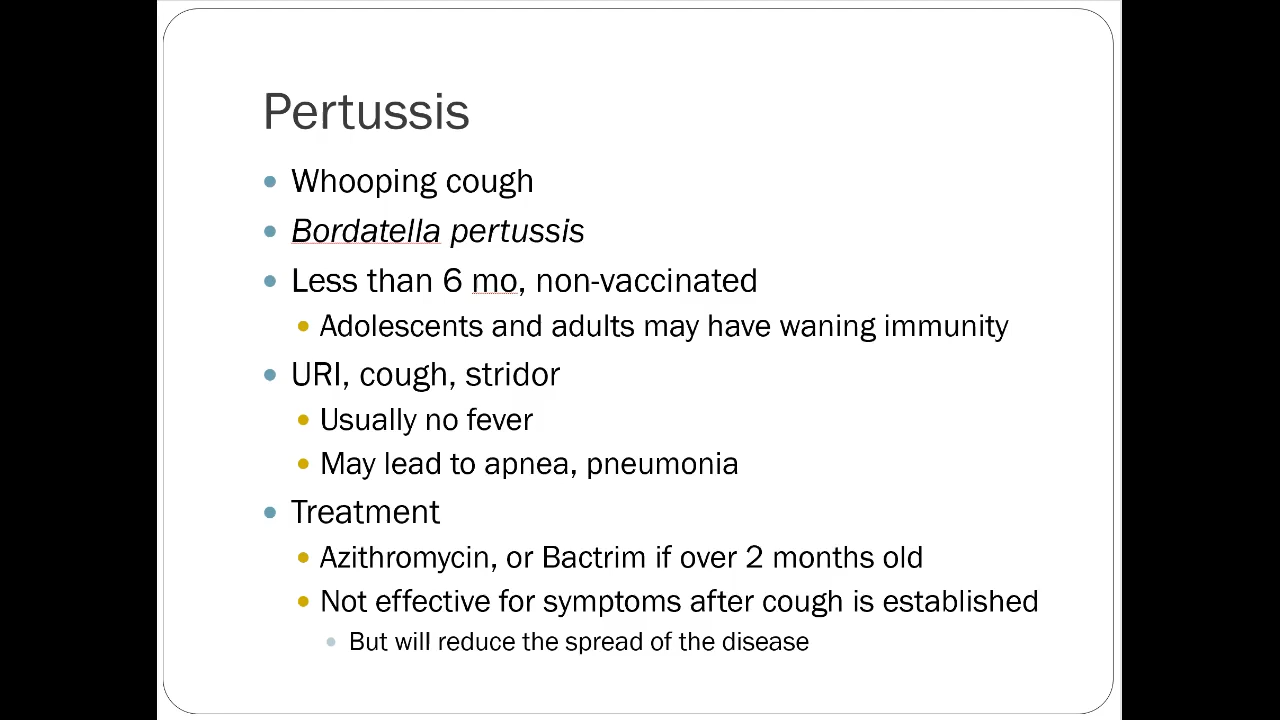 Pertussis
Whooping cough
Bordatella pertussis
Less than 6 mo, non-vaccinated
Adolescents and adults may have waning immunity
URI, cough, stridor
Usually no fever
May lead to apnea, pneumonia
Treatment
Azithromycin, or Bactrim if over 2 months old
Not effective for symptoms after cough is established
But will reduce the spread of the disease